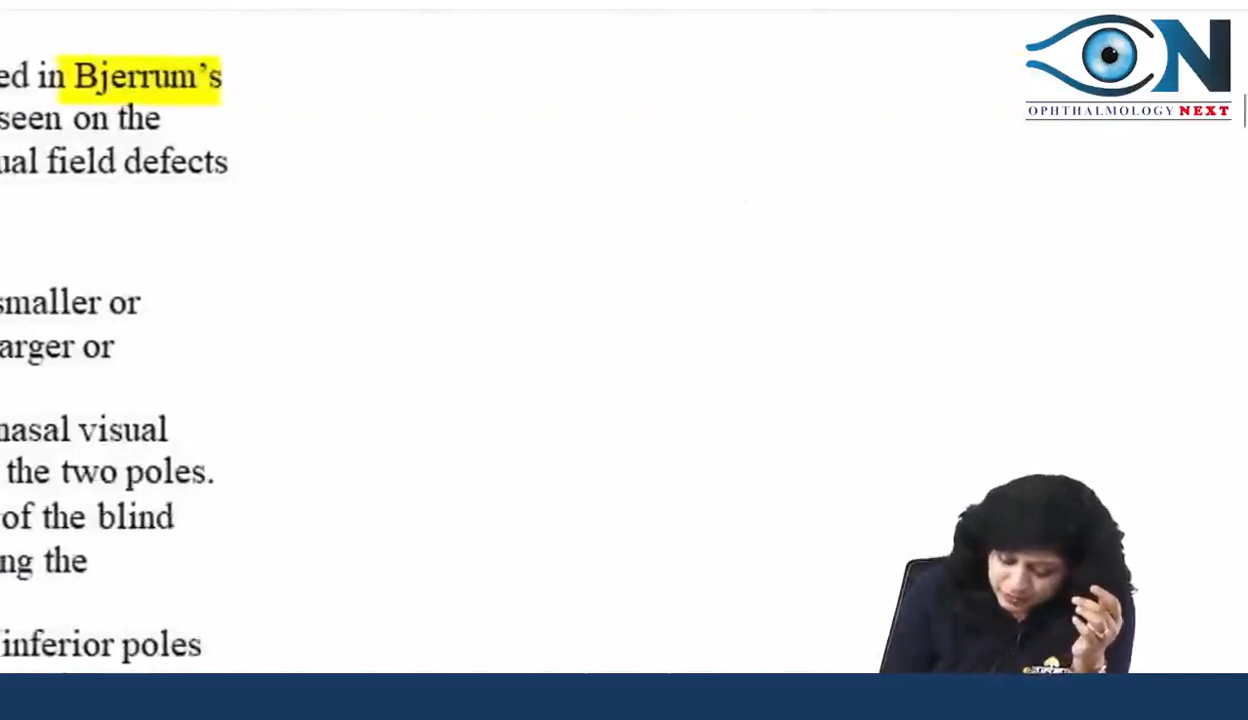 ed in Bjerrum's
seen on the
ual field defects
smaller or
arger or
nasal visual
the two poles.
of the blind
ng the
inferior poles
ON
OPHTHALMOLOGY NEXT